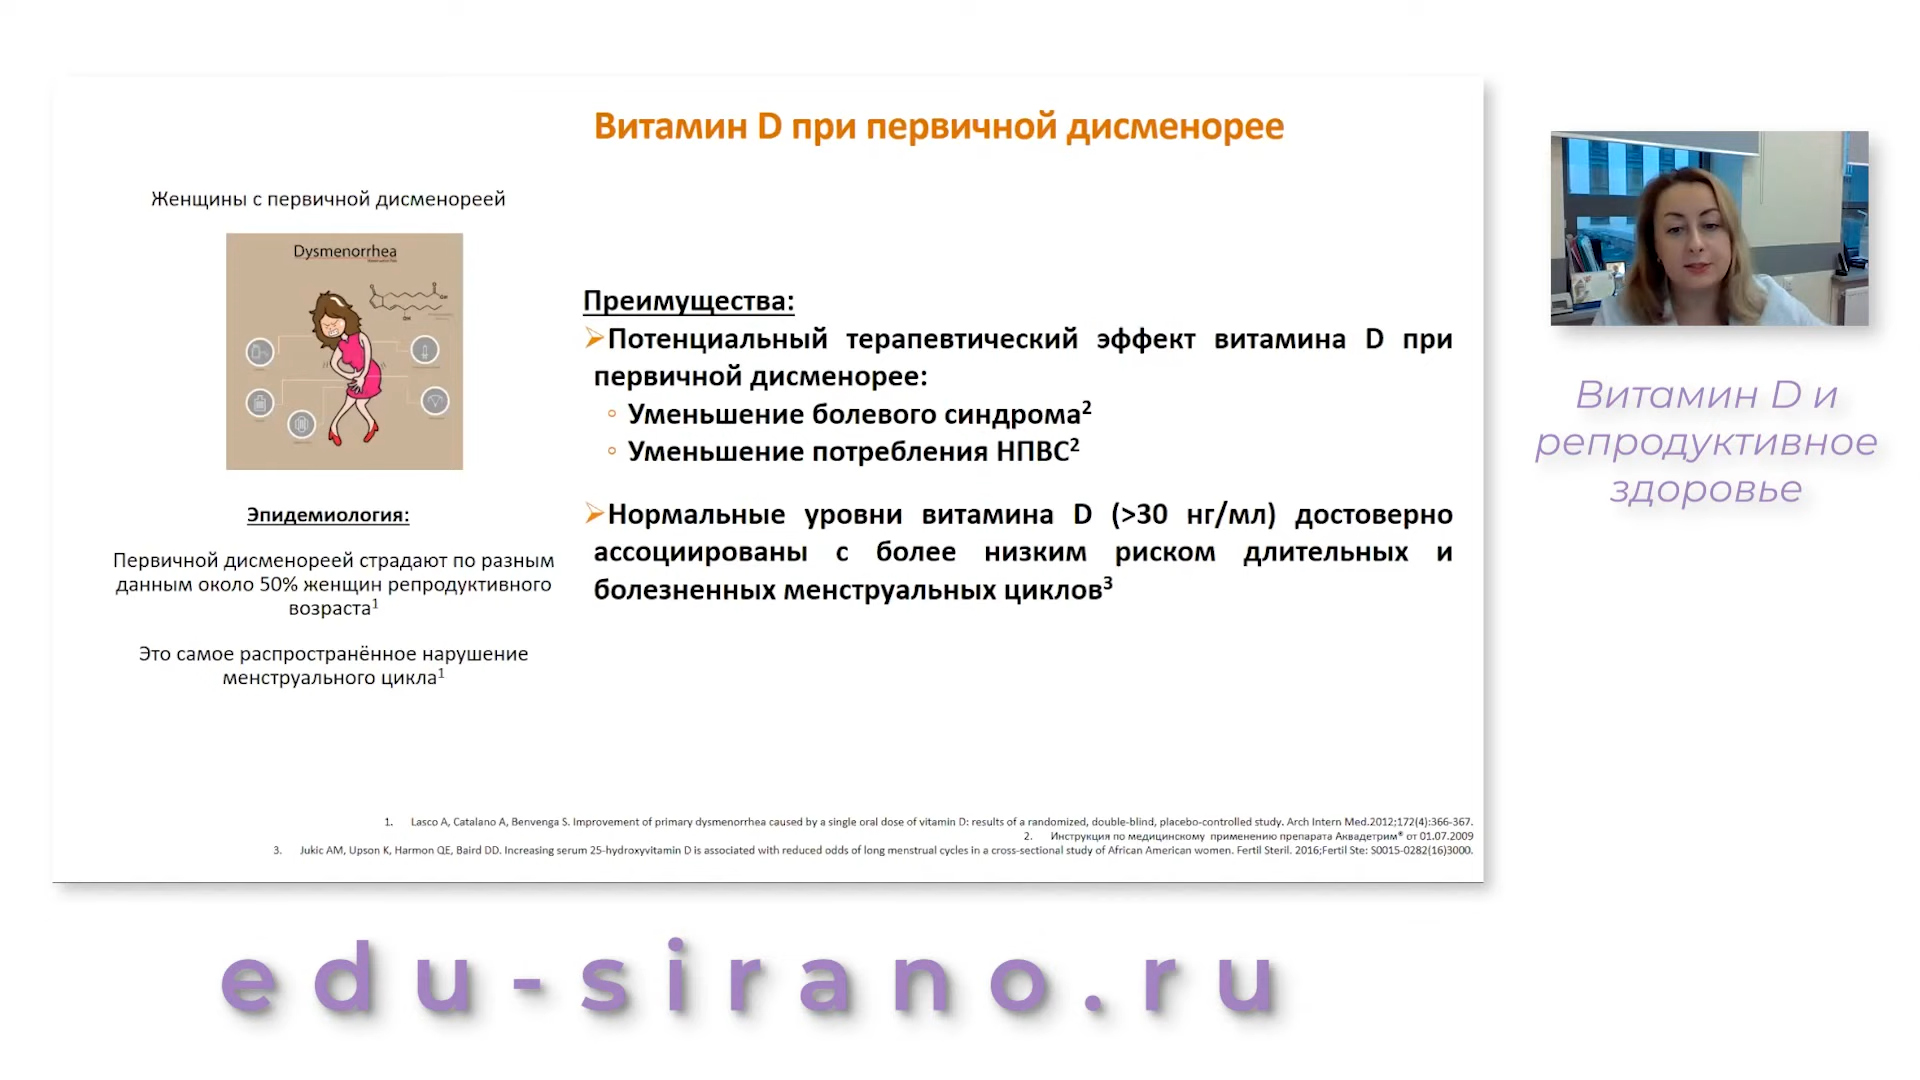 Витамин D при первичной дисменорее
Женщины с первичной дисменореей
Dysmenorrhea
Эпидемиология:
Первичной дисменореей страдают по разным
данным около 50% женщин репродуктивного
возраста1
Это самое распространённое нарушение
менструального цикла1
Преимущества:
➢Потенциальный терапевтический эффект витамина D при
первичной дисменорее:
◦ Уменьшение болевого синдрома2
◦ Уменьшение потребления НПВС2
➢Нормальные уровни витамина D (>30 нг/мл) достоверно
ассоциированы с более низким риском длительных и
болезненных менструальных циклов3
1. Lasco A, Catalano A, Benvenga S. Improvement of primary dysmenorrhea caused by a single oral dose of vitamin D: results of a randomized, double-blind, placebo-controlled study. Arch Intern Med.2012;172(4):366-367.
2. Инструкция по медицинскому применению препарата Аквадетрим® от 01.07.2009
3. Jukic AM, Upson K, Harmon QE, Baird DD. Increasing serum 25-hydroxyvitamin D is associated with reduced odds of long menstrual cycles in a cross-sectional study of African American women. Fertil Steril. 2016;Fertil Ste: S0015-0282(16)3000.
Витамин D и
репродуктивное
здоровье
edu-sirano.ru